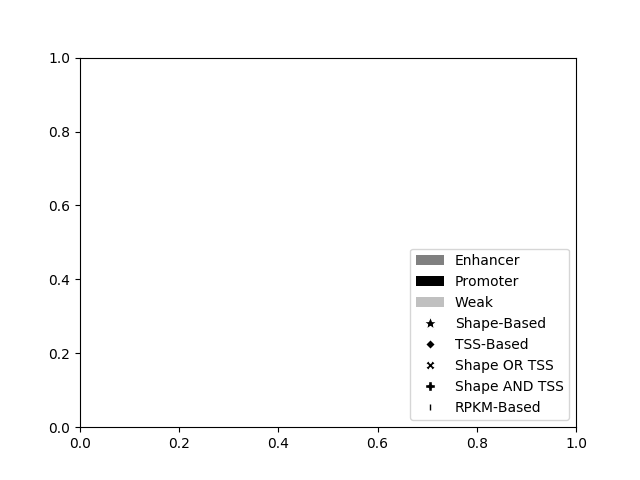 1.0
0.8
0.6
0.4
0.2
0.0
Enhancer
Promoter
Weak
Shape-Based
TSS-Based
Shape OR TSS
Shape AND TSS
RPKM-Based
0.0 0.2 0.4 0.6 0.8 1.0